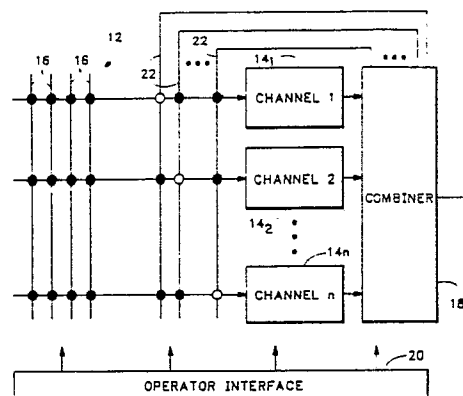 12
22
16
16
22
14₁
CHANNEL 1
CHANNEL 2
14₂
COMBINER
14n
CHANNEL n
18
20
OPERATOR INTERFACE